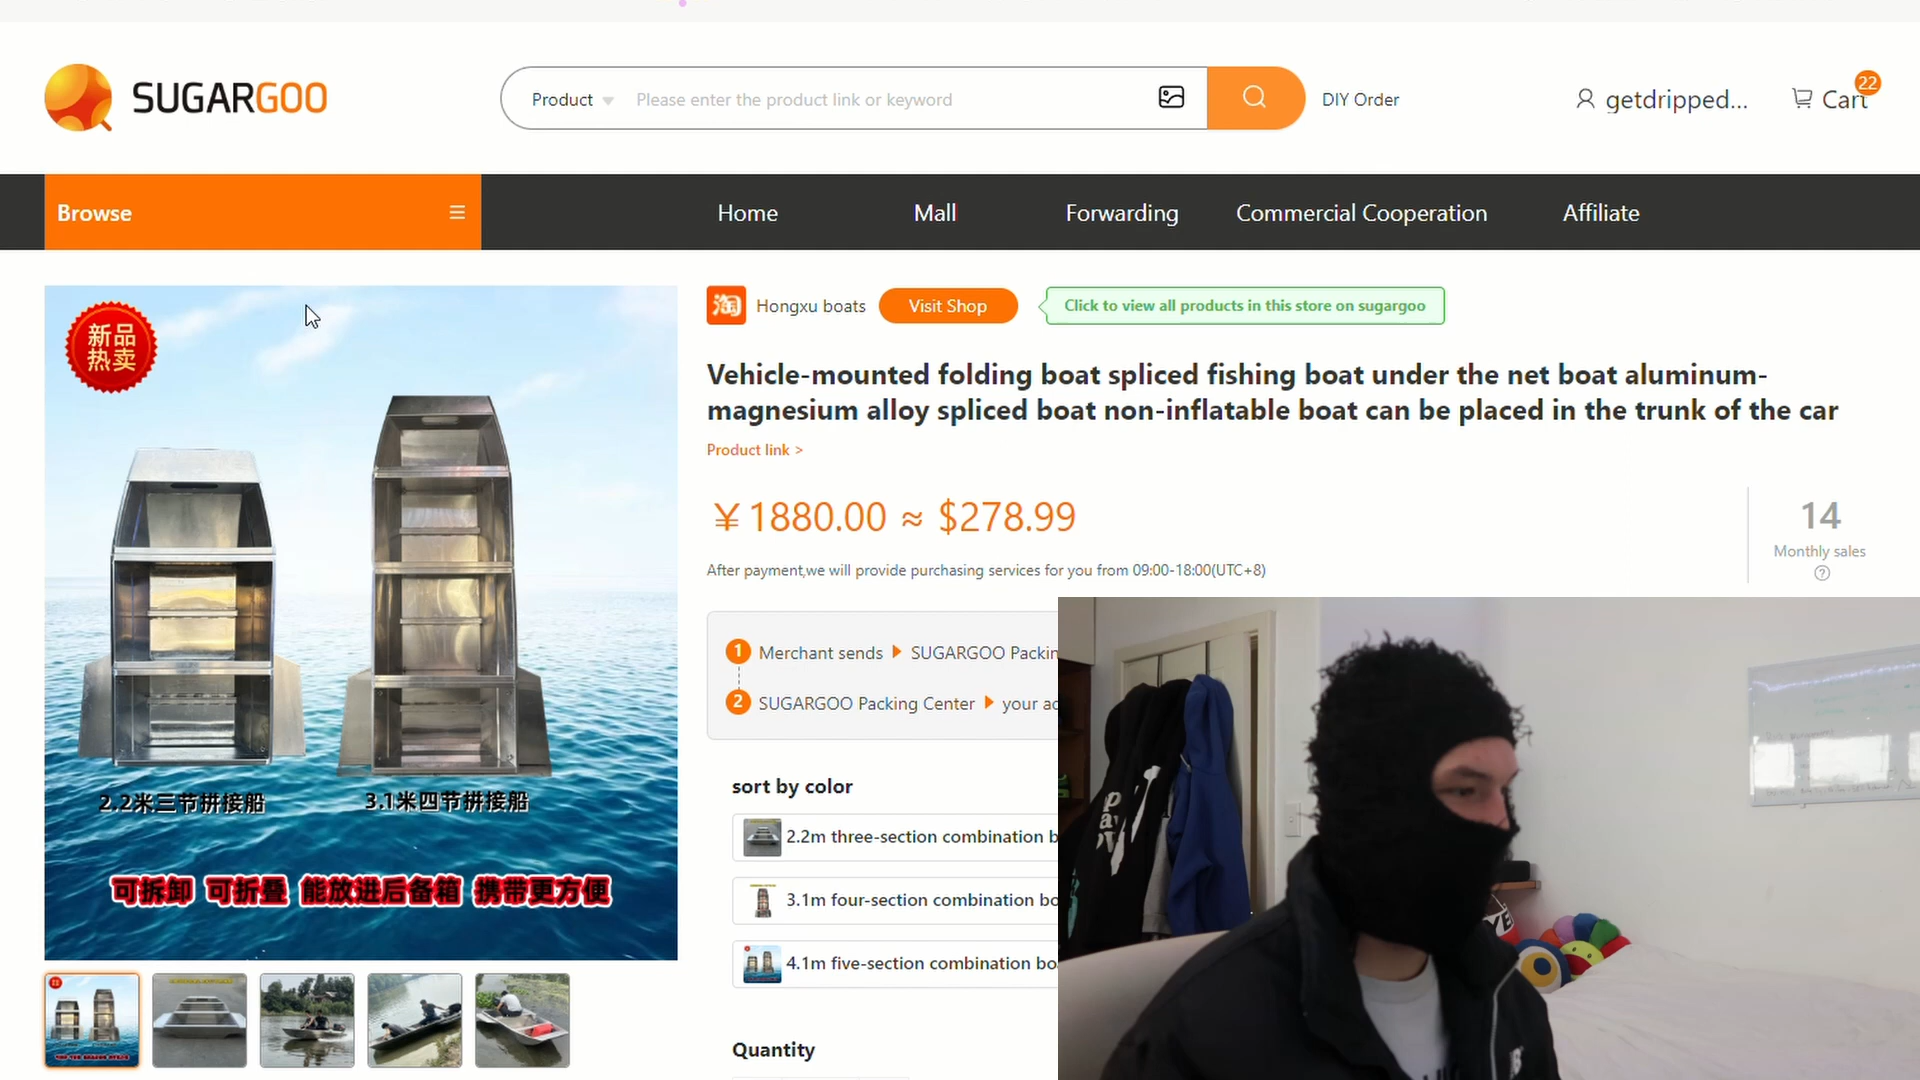 SUGARGOO
Product
Please enter the product link or keyword
DIY Order
getdripped...
Cart
22
Browse
Home
Mall
Forwarding
Commercial Cooperation
Affiliate
新品
热卖
2.2米三节拼接船
3.1米四节拼接船
可拆卸 可折叠 能放进后备箱 携带更方便
淘
Hongxu boats
Visit Shop
Click to view all products in this store on sugargoo
Vehicle-mounted folding boat spliced fishing boat under the net boat aluminum-
magnesium alloy spliced boat non-inflatable boat can be placed in the trunk of the car
Product link >
¥1880.00 ≈ $278.99
14
Monthly sales
?
After payment,we will provide purchasing services for you from 09:00-18:00(UTC+8)
1 Merchant sends SUGARGOO Packin
2 SUGARGOO Packing Center your ad
sort by color
2.2m three-section combination b
3.1m four-section combination bo
4.1m five-section combination bo
Quantity